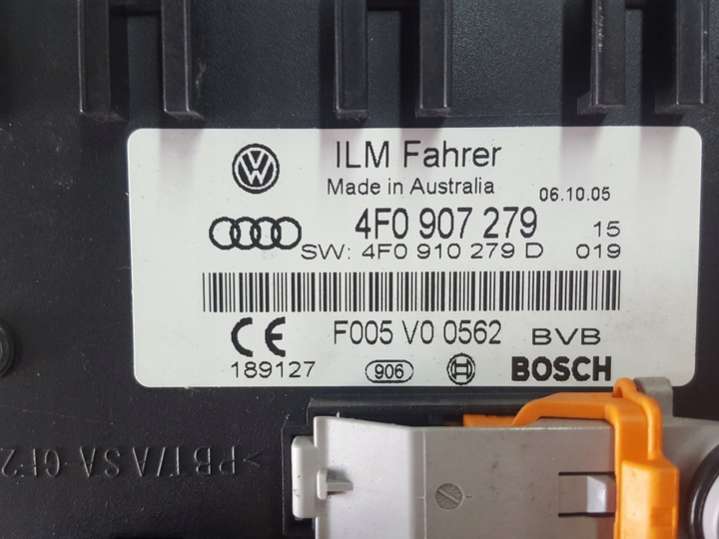 ILM Fahrer
Made in Australia 06.10.05
4F0 907 279 15
SW: 4F0 910 279 D 019
CE F005 V0 0562 BVB
189127 906 BOSCH